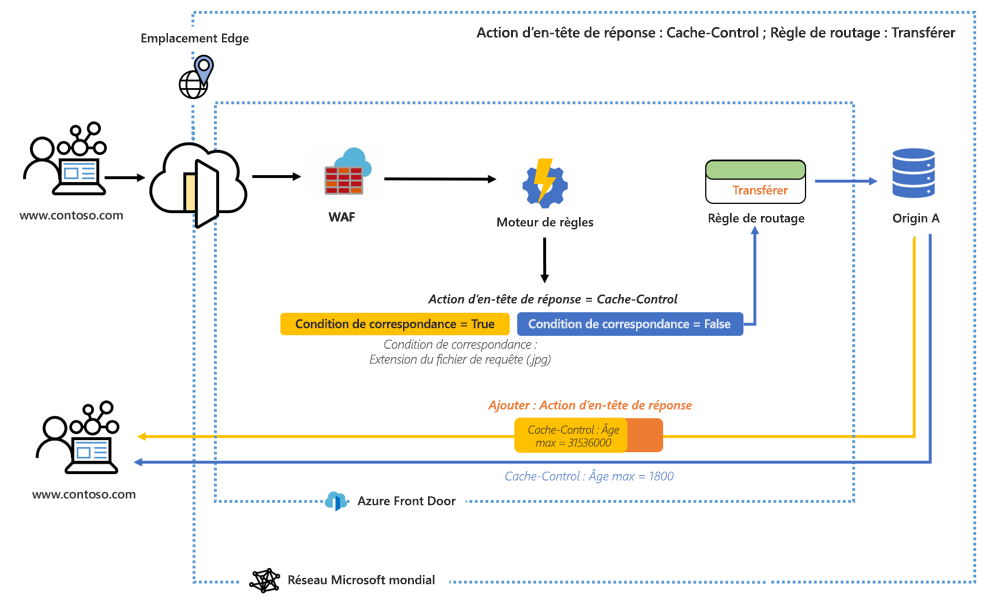 Action d'en-tête de réponse : Cache-Control ; Règle de routage : Transférer
Emplacement Edge
www.contoso.com
WAF
Moteur de règles
Transférer
Règle de routage
Origin A
Action d'en-tête de réponse = Cache-Control
Condition de correspondance = True
Condition de correspondance = False
Condition de correspondance :
Extension du fichier de requête (.jpg)
Ajouter : Action d'en-tête de réponse
Cache-Control : Âge
max = 31536000
Cache-Control : Âge max = 1800
www.contoso.com
Azure Front Door
Réseau Microsoft mondial